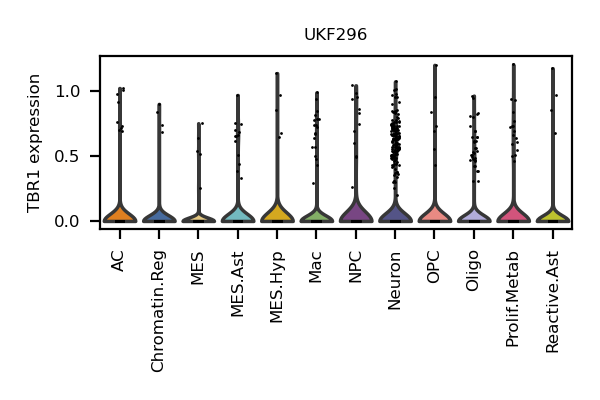 UKF296
TBR1 expression
1.0
0.5
0.0
AC
Chromatin.Reg
MES
MES.Ast
MES.Hyp
Mac
NPC
Neuron
OPC
Oligo
Prolif.Metab
Reactive.Ast